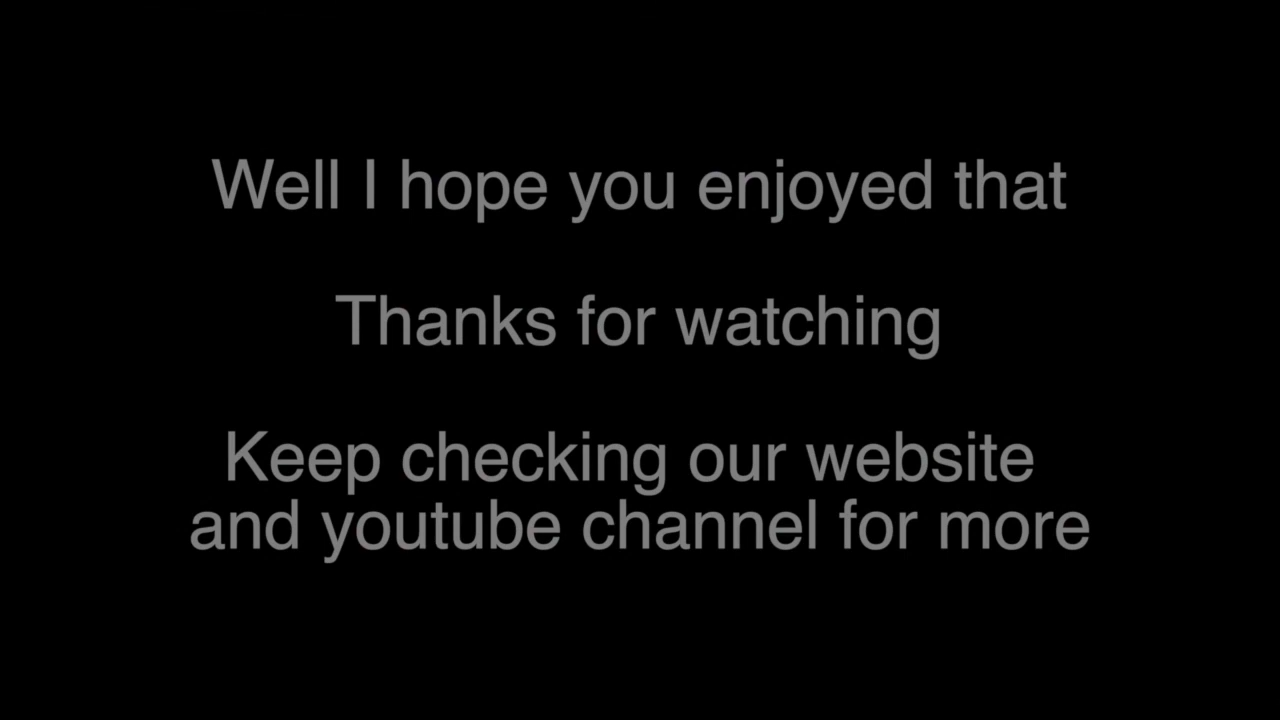 Well I hope you enjoyed that
Thanks for watching
Keep checking our website
and youtube channel for more